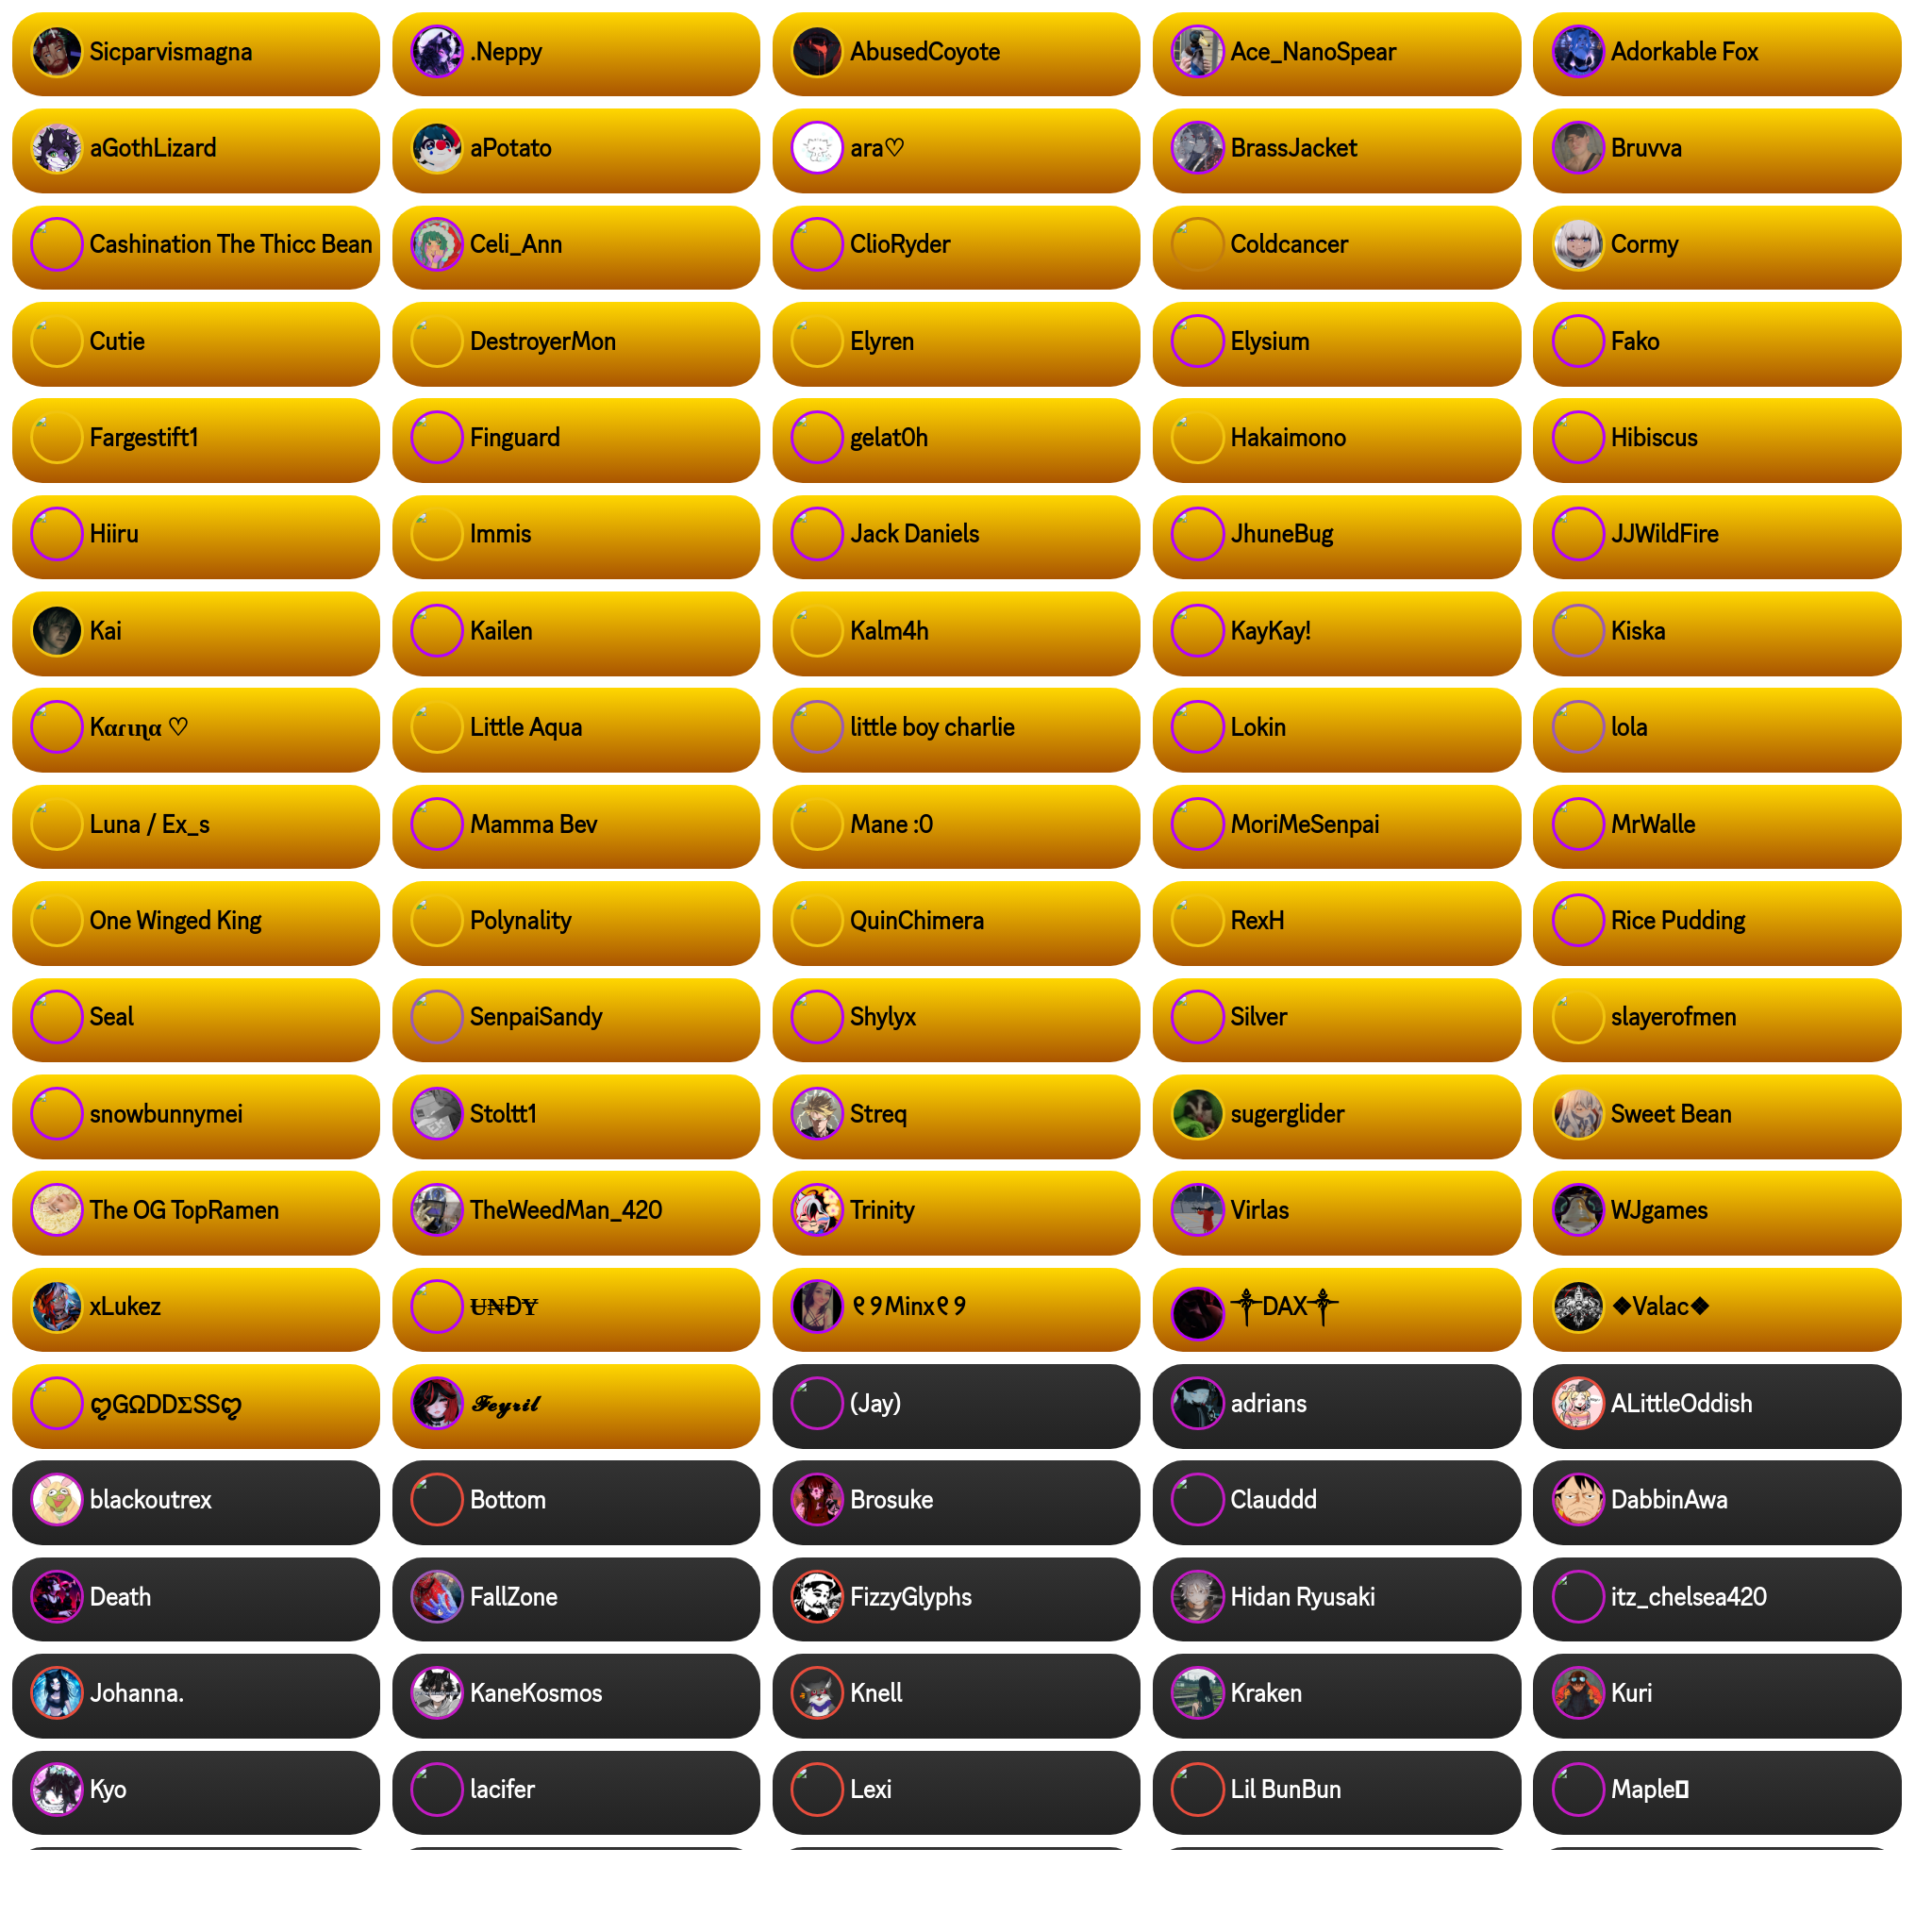 Sicparvismagna
.Neppy
AbusedCoyote
Ace_NanoSpear
Adorkable Fox
aGothLizard
aPotato
ara♡
BrassJacket
Bruvva
Cashination The Thicc Bean
Celi_Ann
ClioRyder
Coldcancer
Cormy
Cutie
DestroyerMon
Elyren
Elysium
Fako
Fargestift1
Finguard
gelat0h
Hakaimono
Hibiscus
Hiiru
Immis
Jack Daniels
JhuneBug
JJWildFire
Kai
Kailen
Kalm4h
KayKay!
Kiska
Kαɾιɳα ♡
Little Aqua
little boy charlie
Lokin
lola
Luna / Ex_s
Mamma Bev
Mane :0
MoriMeSenpai
MrWalle
One Winged King
Polynality
QuinChimera
RexH
Rice Pudding
Seal
SenpaiSandy
Shylyx
Silver
slayerofmen
snowbunnymei
Stoltt1
Streq
sugerglider
Sweet Bean
The OG TopRamen
TheWeedMan_420
Trinity
Virlas
WJgames
xLukez
U̶N̶ĐY̶
୧୨Minx୧୨
༒DAX༒
❖Valac❖
ღGΩDDΣSSღ
𝓕𝓮𝔂𝓻𝓲𝓵
(Jay)
adrians
ALittleOddish
blackoutrex
Bottom
Brosuke
Clauddd
DabbinAwa
Death
FallZone
FizzyGlyphs
Hidan Ryusaki
itz_chelsea420
Johanna.
KaneKosmos
Knell
Kraken
Kuri
Kyo
lacifer
Lexi
Lil BunBun
Maple